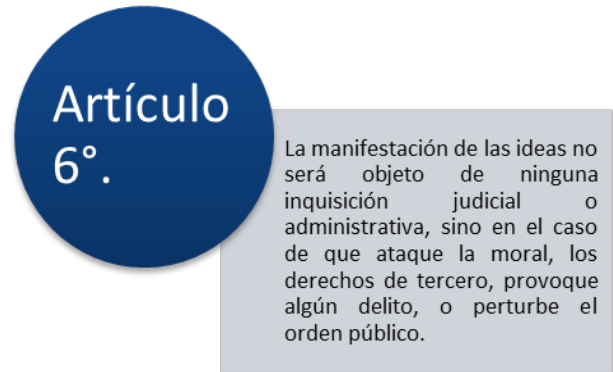 Artículo
6°.
La manifestación de las ideas no
será objeto de ninguna
inquisición judicial o
administrativa, sino en el caso
de que ataque la moral, los
derechos de tercero, provoque
algún delito, o perturbe el
orden público.